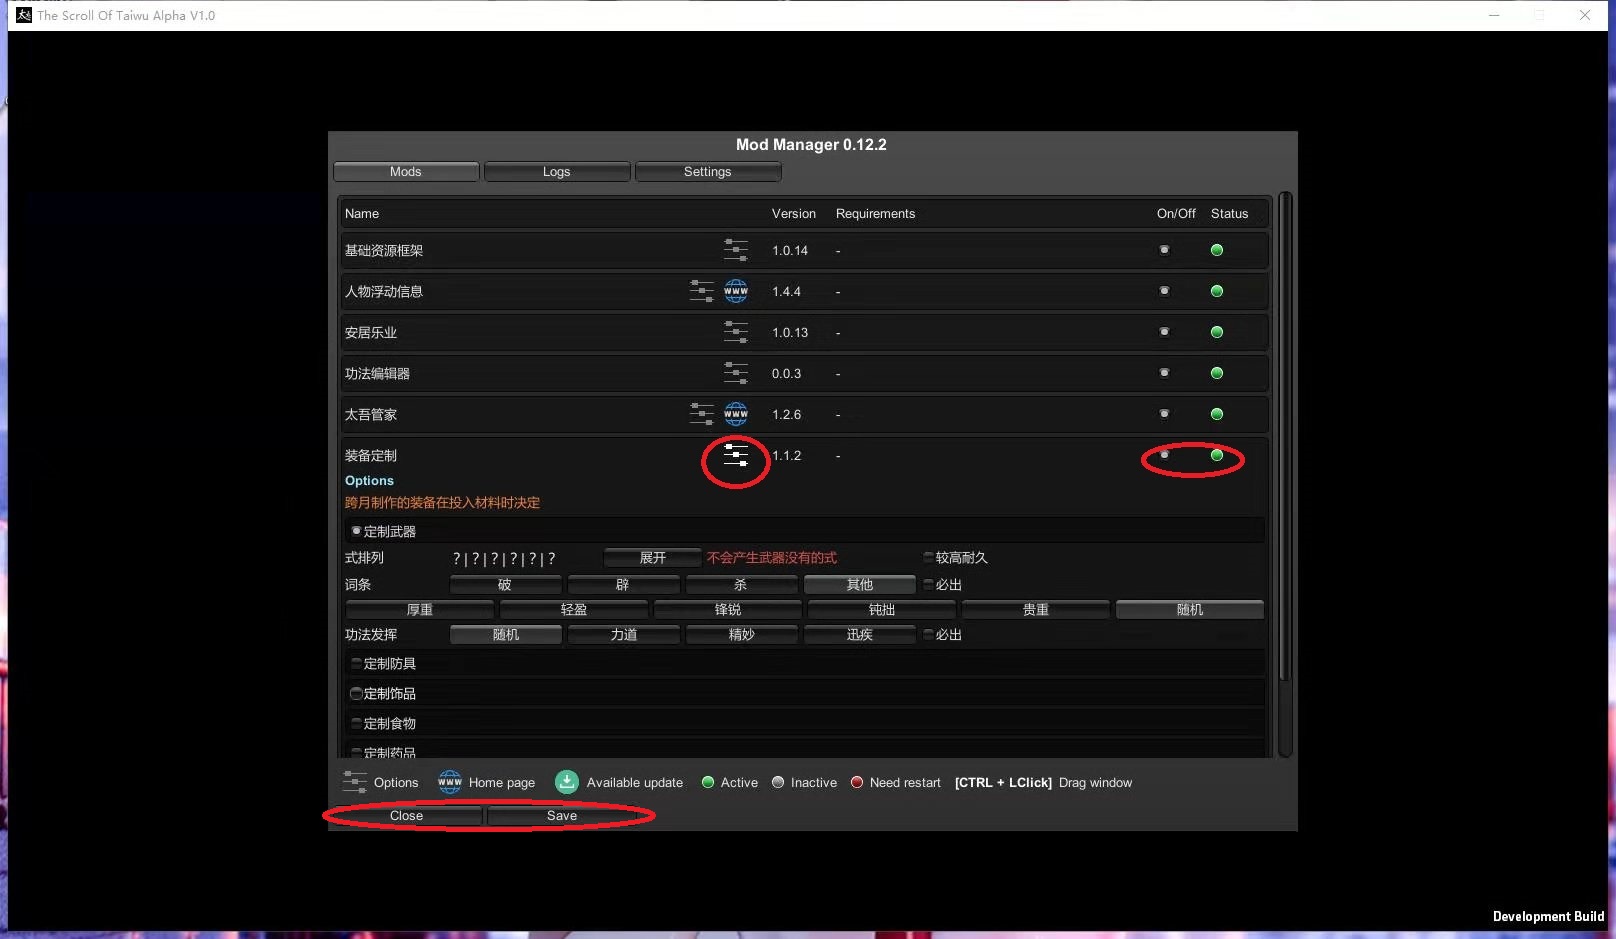 The Scroll Of Taiwu Alpha V1.0
Mod Manager 0.12.2
Mods Logs Settings
Name Version Requirements On/Off Status
基础资源框架 1.0.14 -
人物浮动信息 www 1.4.4 -
安居乐业 1.0.13 -
功法编辑器 0.0.3 -
太吾管家 www 1.2.6 -
装备定制 1.1.2 -
Options
跨月制作的装备在投入材料时决定
定制武器
式排列 ?|?|?|?|?|? 展开 不会产生武器没有的式 较高耐久
词条 破 辟 杀 其他 必出
厚重 轻盈 锋锐 钝拙 贵重 随机
功法发挥 随机 力道 精妙 迅疾 必出
定制防具
定制饰品
定制食物
定制药品
Options www Home page Available update Active Inactive Need restart [CTRL + LClick] Drag window
Close Save
Development Build